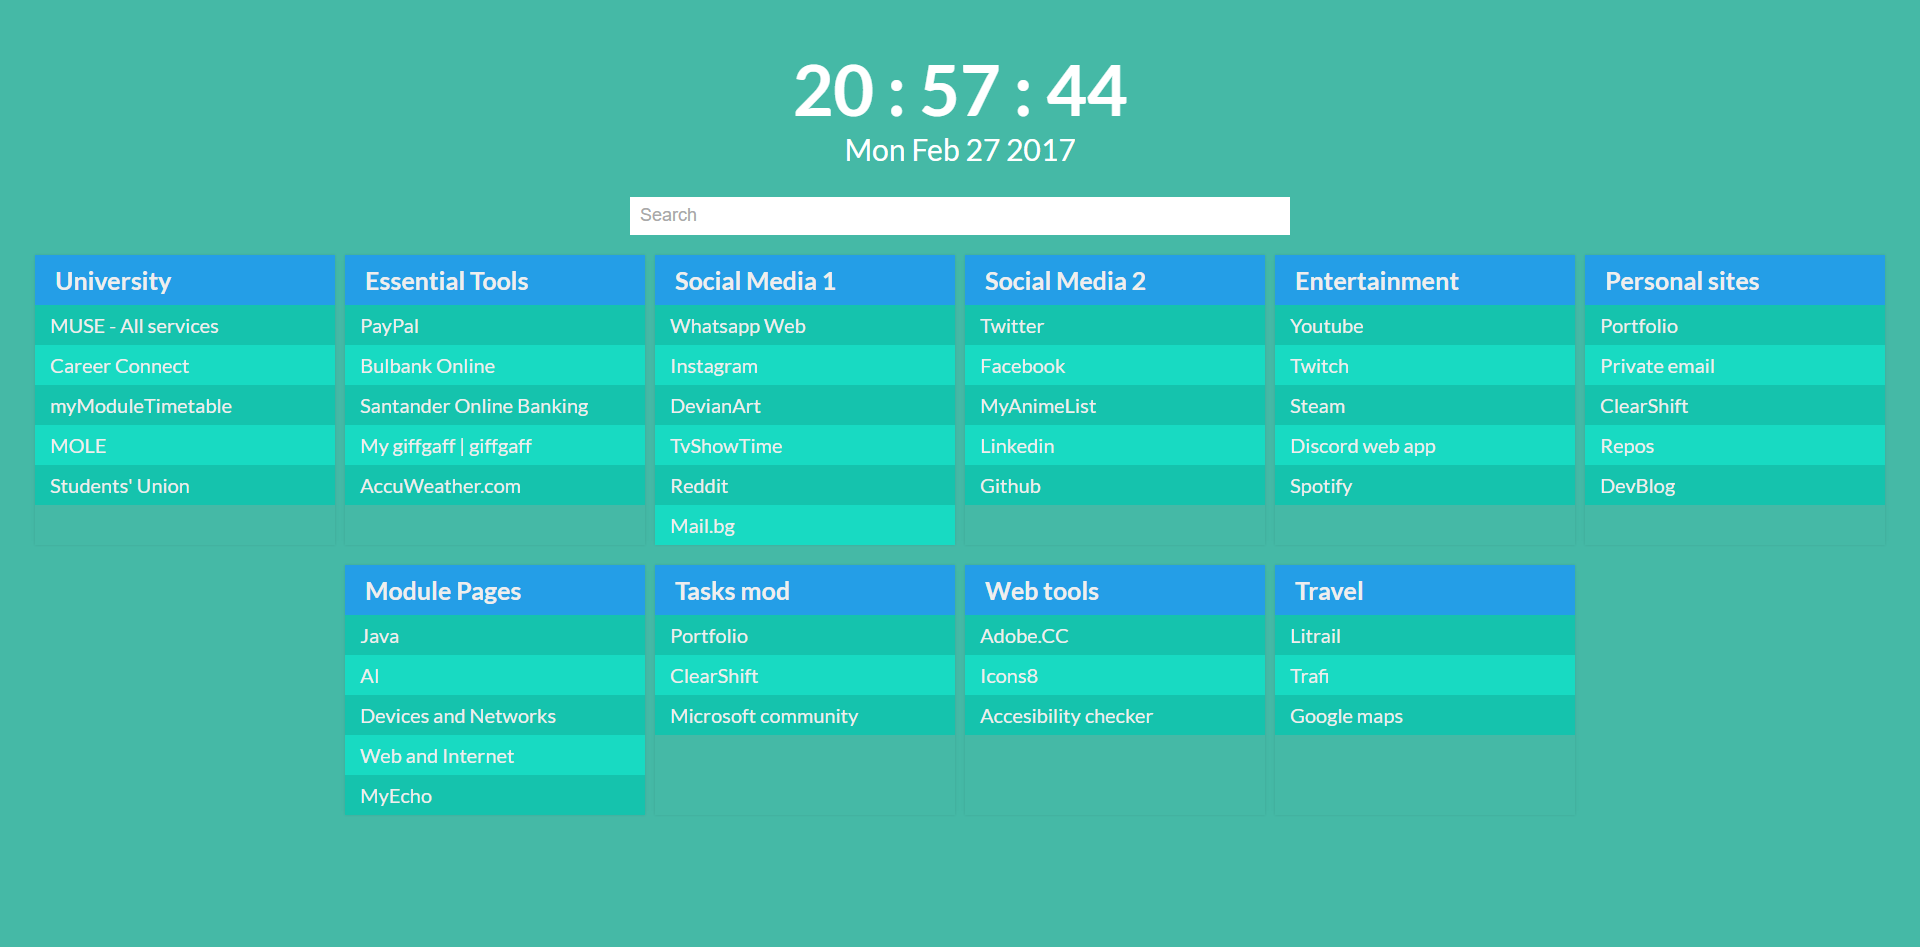 20 : 57 : 44
Mon Feb 27 2017
Search
University
MUSE - All services
Career Connect
myModuleTimetable
MOLE
Students' Union
Essential Tools
PayPal
Bulbank Online
Santander Online Banking
My giffgaff | giffgaff
AccuWeather.com
Social Media 1
Whatsapp Web
Instagram
DevianArt
TvShowTime
Reddit
Mail.bg
Social Media 2
Twitter
Facebook
MyAnimeList
Linkedin
Github
Entertainment
Youtube
Twitch
Steam
Discord web app
Spotify
Personal sites
Portfolio
Private email
ClearShift
Repos
DevBlog
Module Pages
Java
AI
Devices and Networks
Web and Internet
MyEcho
Tasks mod
Portfolio
ClearShift
Microsoft community
Web tools
Adobe.CC
Icons8
Accesibility checker
Travel
Litrail
Trafi
Google maps